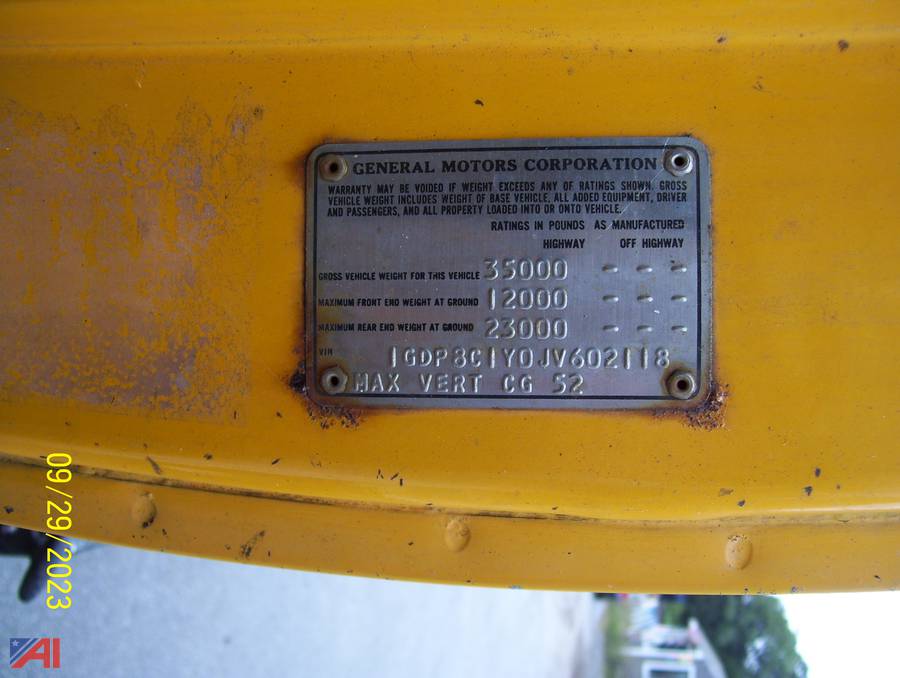 GENERAL MOTORS CORPORATION
WARRANTY MAY BE VOIDED IF WEIGHT EXCEEDS ANY OF RATINGS SHOWN. GROSS
VEHICLE WEIGHT INCLUDES WEIGHT OF BASE VEHICLE, ALL ADDED EQUIPMENT, DRIVER
AND PASSENGERS, AND ALL PROPERTY LOADED INTO OR ONTO VEHICLE.
RATINGS IN POUNDS AS MANUFACTURED
HIGHWAY OFF HIGHWAY
GROSS VEHICLE WEIGHT FOR THIS VEHICLE 35000 - - -
MAXIMUM FRONT END WEIGHT AT GROUND 12000 - - -
MAXIMUM REAR END WEIGHT AT GROUND 23000 - - -
VIN 1GDP8C1Y0JV602118
MAX VERT CG 52
09/29/2023
AI